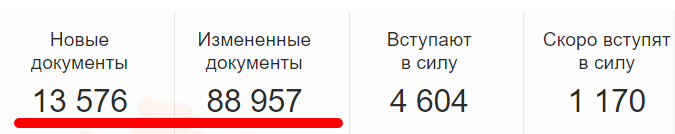 Новые документы
13 576
Измененные документы
88 957
Вступают в силу
4 604
Скоро вступят в силу
1 170